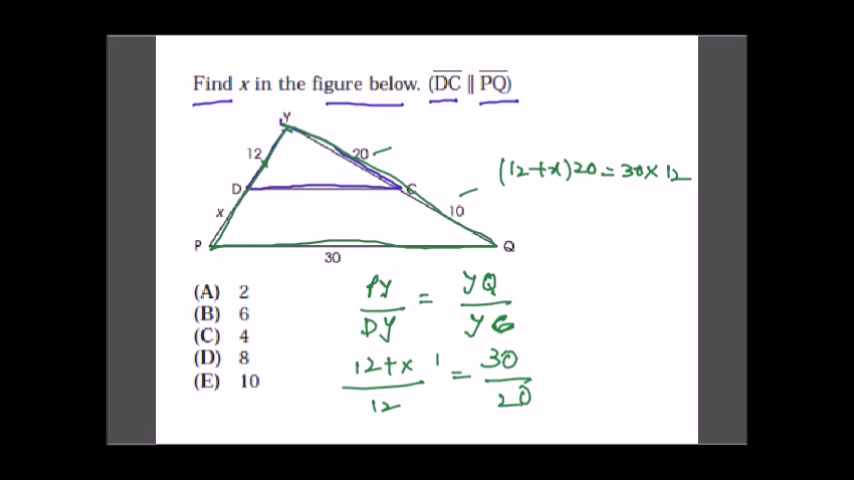 Find x in the figure below. (DC || PQ)
Y
12
20
(12+x)20=30×12
D
C
x
10
P
Q
30
(A) 2
(B) 6
(C) 4
(D) 8
(E) 10
PY/DY = YQ/YC
12+x/12 = 30/20